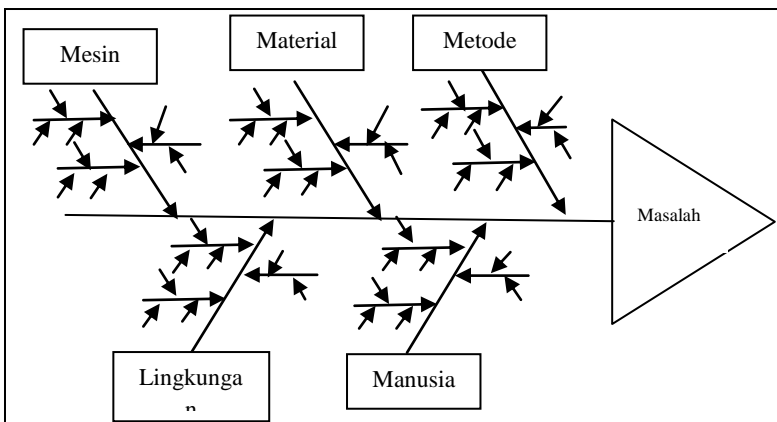 Mesin
Material
Metode
Masalah
Lingkunga
n
Manusia